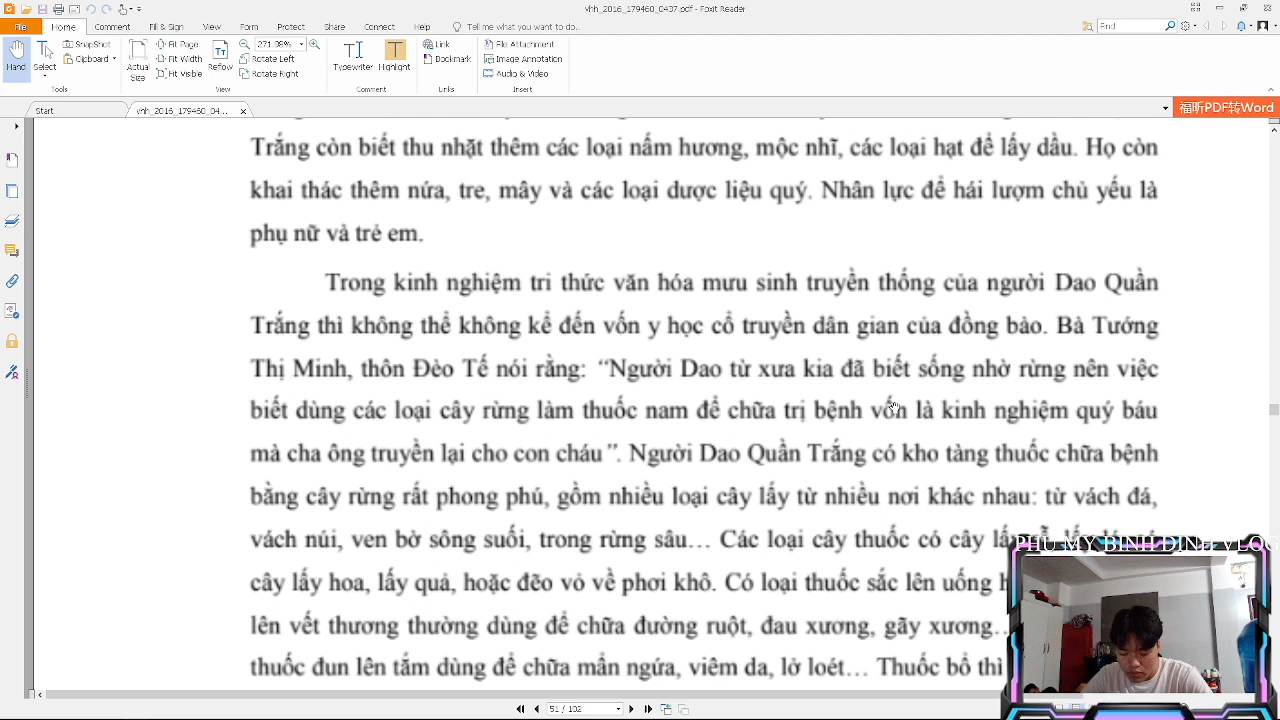 vhh_2016_179460_0437.pdf - Foxit Reader
File Home Comment Fill & Sign View Form Protect Share Connect Help Tell me what you want to do.. Find
SnapShot Fit Page 271.06% Link File Attachment
Clipboard Fit Width Rotate Left Bookmark Image Annotation
Hand Select Actual Size Fit Visible Reflow Rotate Right Typewriter Highlight Audio & Video
Tools View Comment Links Insert
Start vhh_2016_179460_04... 福昕PDF转Word
Trắng còn biết thu nhặt thêm các loại nấm hương, mộc nhĩ, các loại hạt để lấy dầu. Họ còn
khai thác thêm nứa, tre, mây và các loại dược liệu quý. Nhân lực để hái lượm chủ yếu là
phụ nữ và trẻ em.
Trong kinh nghiệm tri thức văn hóa mưu sinh truyền thống của người Dao Quần
Trắng thì không thể không kể đến vốn y học cổ truyền dân gian của đồng bào. Bà Tướng
Thị Minh, thôn Đèo Tế nói rằng: “Người Dao từ xưa kia đã biết sống nhờ rừng nên việc
biết dùng các loại cây rừng làm thuốc nam để chữa trị bệnh vốn là kinh nghiệm quý báu
mà cha ông truyền lại cho con cháu”. Người Dao Quần Trắng có kho tàng thuốc chữa bệnh
bằng cây rừng rất phong phú, gồm nhiều loại cây lấy từ nhiều nơi khác nhau: từ vách đá,
vách núi, ven bờ sông suối, trong rừng sâu… Các loại cây thuốc có cây
PHU MY BINH DINH VLOG
cây lấy hoa, lấy quả, hoặc đẽo vỏ về phơi khô. Có loại thuốc sắc lên uống
lên vết thương thường dùng để chữa đường ruột, đau xương, gãy xương…
thuốc đun lên tắm dùng để chữa mẩn ngứa, viêm da, lở loét… Thuốc bổ thì
51 / 102